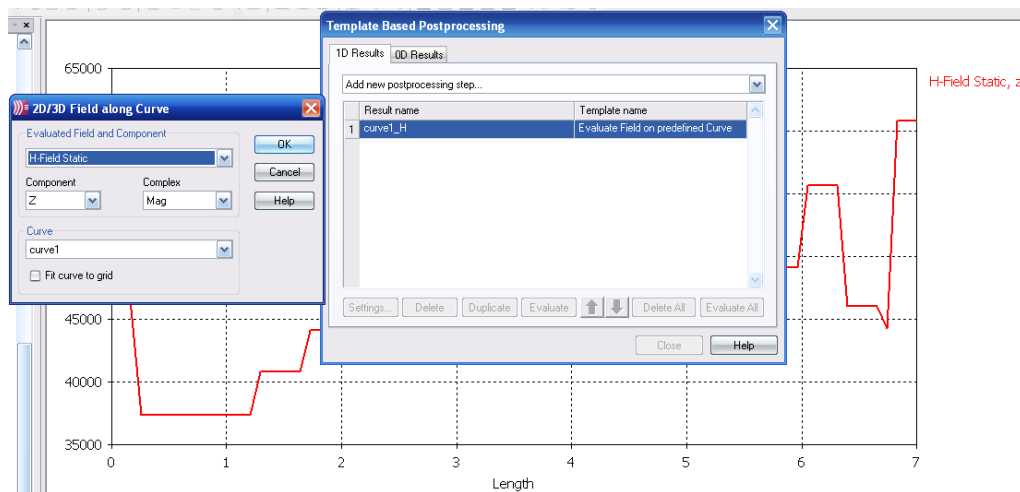 Template Based Postprocessing
1D Results
0D Results
Add new postprocessing step...
Result name
Template name
1
curve1_H
Evaluate Field on predefined Curve
Settings...
Delete
Duplicate
Evaluate
Delete All
Evaluate All
Close
Help
2D/3D Field along Curve
Evaluated Field and Component
H-Field Static
Component
Complex
Z
Mag
Curve
curve1
Fit curve to grid
OK
Cancel
Help
H-Field Static, z
65000
45000
40000
35000
0 1 2 3 4 5 6 7
Length